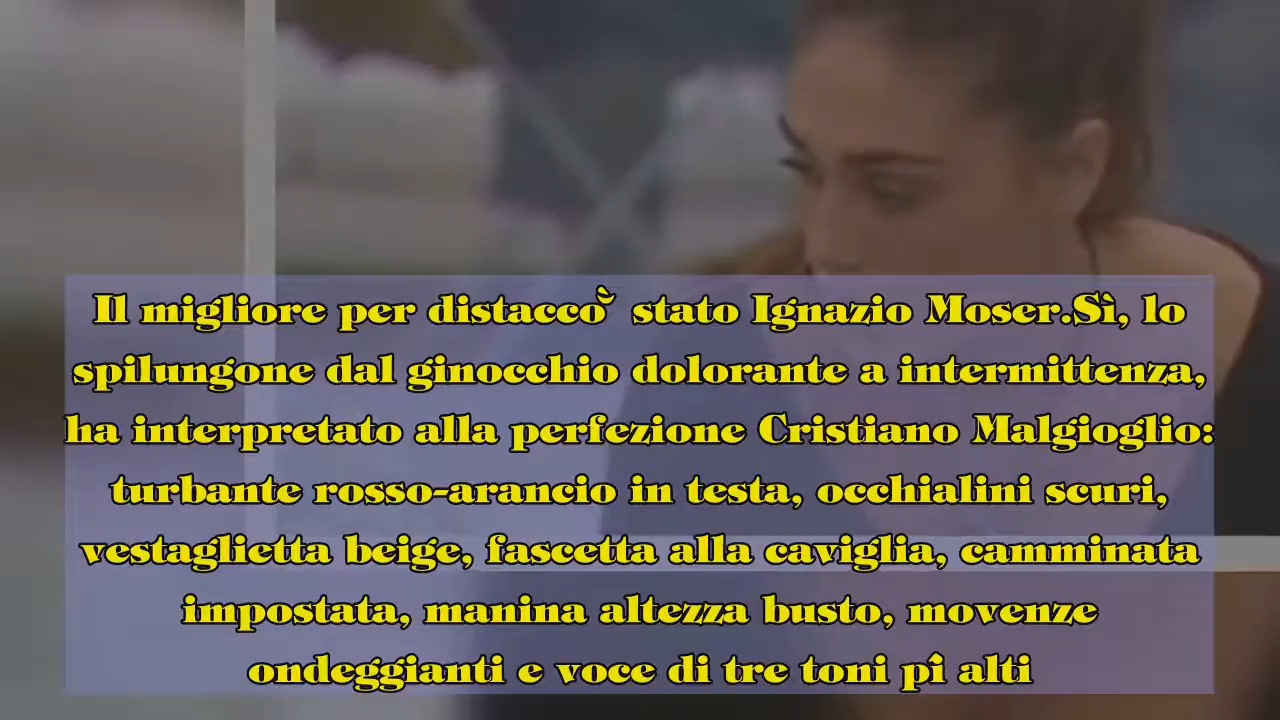 Il migliore per distaccò stato Ignazio Moser.Sì, lo
spilungone dal ginocchio dolorante a intermittenza,
ha interpretato alla perfezione Cristiano Malgioglio:
turbante rosso-arancio in testa, occhialini scuri,
vestaglietta beige, fascetta alla caviglia, camminata
impostata, manina altezza busto, movenze
ondeggianti e voce di tre toni pî alti